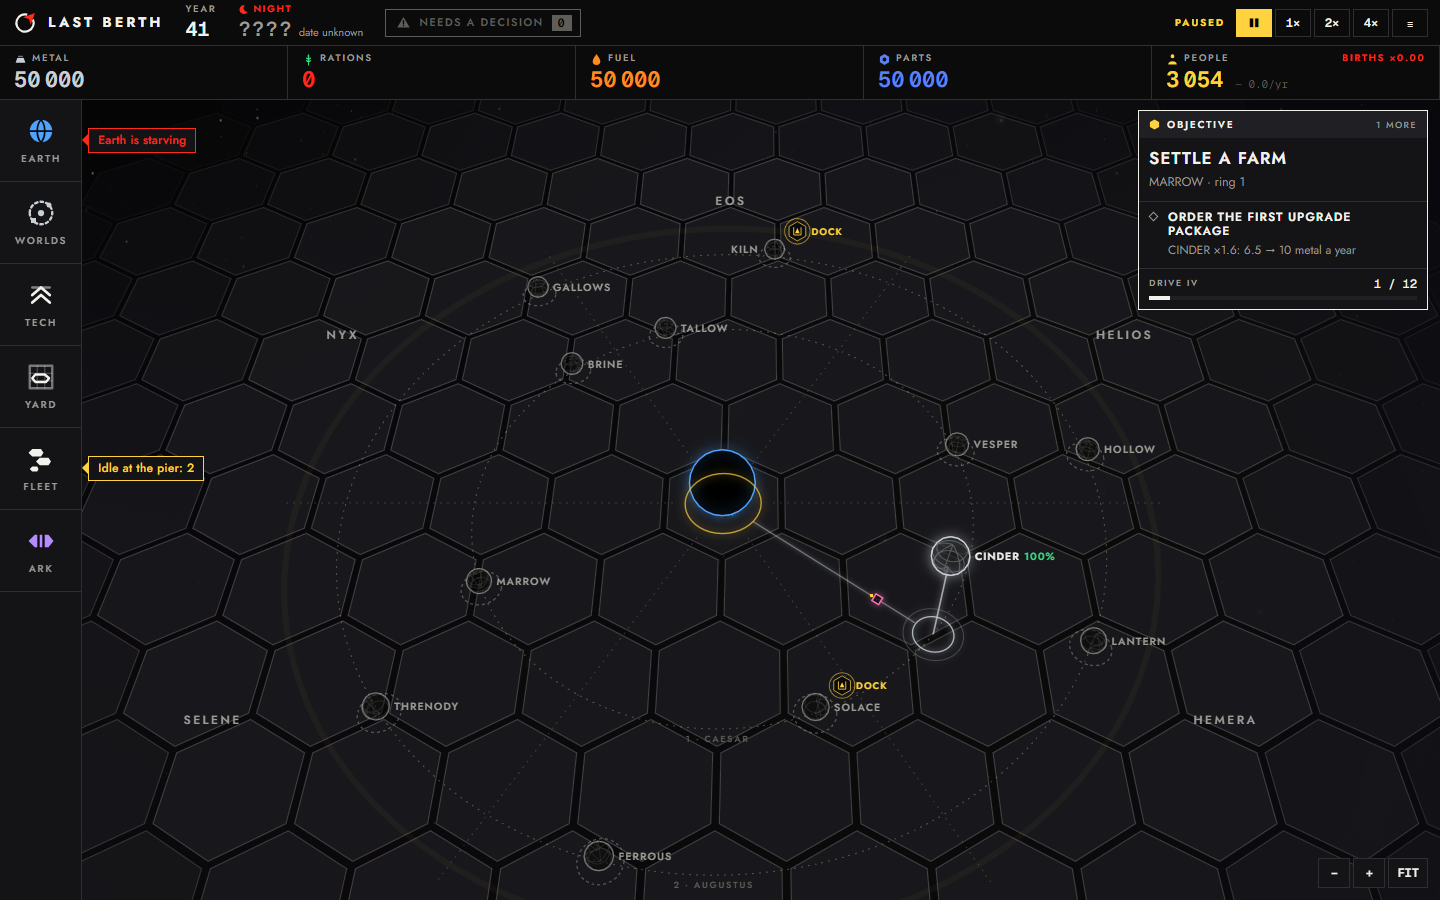 LAST BERTH
YEAR
41
NIGHT
???? date unknown
NEEDS A DECISION 0
PAUSED
1×
2×
4×
METAL
50 000
RATIONS
0
FUEL
50 000
PARTS
50 000
PEOPLE
3 054 – 0.0/yr
BIRTHS ×0.00
EARTH
Earth is starving
WORLDS
TECH
YARD
FLEET
Idle at the pier: 2
ARK
OBJECTIVE
1 MORE
SETTLE A FARM
MARROW · ring 1
ORDER THE FIRST UPGRADE
PACKAGE
CINDER ×1.6: 6.5 → 10 metal a year
DRIVE IV
1 / 12
EOS
DOCK
KILN
GALLOWS
NYX
TALLOW
HELIOS
BRINE
VESPER
HOLLOW
CINDER 100%
MARROW
LANTERN
DOCK
SOLACE
THRENODY
SELENE
HEMERA
1 · CAESAR
FERROUS
2 · AUGUSTUS
−
+
FIT